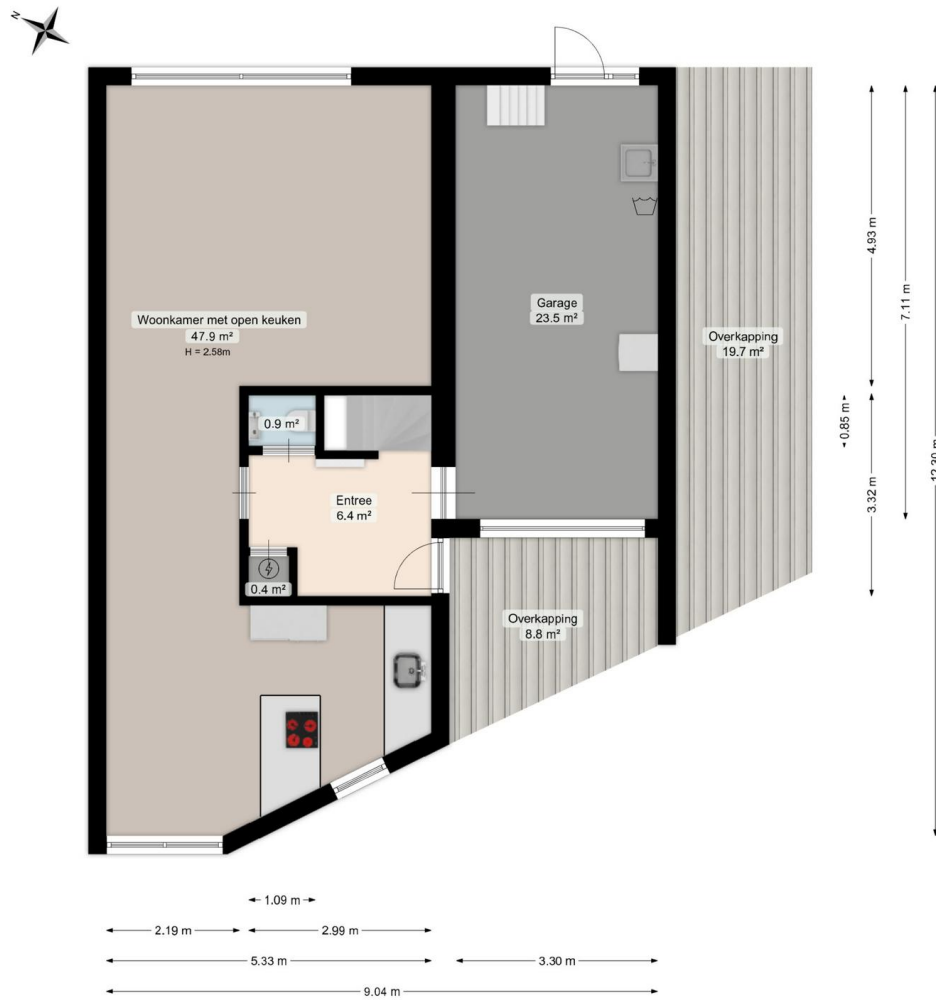 N
Woonkamer met open keuken
47.9 m²
H = 2.58m
Garage
23.5 m²
Overkapping
19.7 m²
0.9 m²
Entree
6.4 m²
0.4 m²
Overkapping
8.8 m²
4.93 m
7.11 m
0.85 m
3.32 m
1.09 m
2.19 m
2.99 m
5.33 m
3.30 m
9.04 m